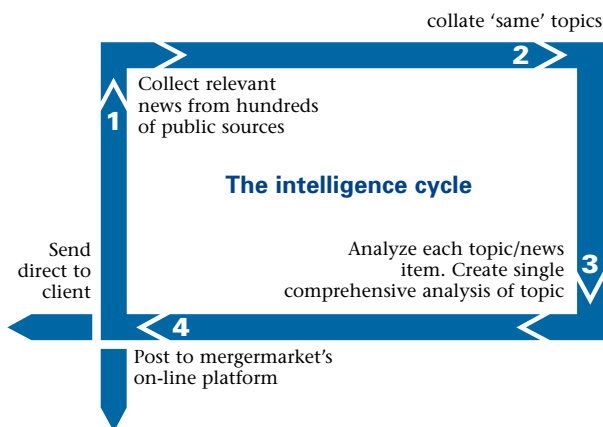 collate ‘same’ topics
2
Collect relevant
news from hundreds
of public sources
1
The intelligence cycle
Analyze each topic/news
item. Create single
comprehensive analysis of topic
3
Send
direct to
client
4
Post to mergermarket’s
on-line platform